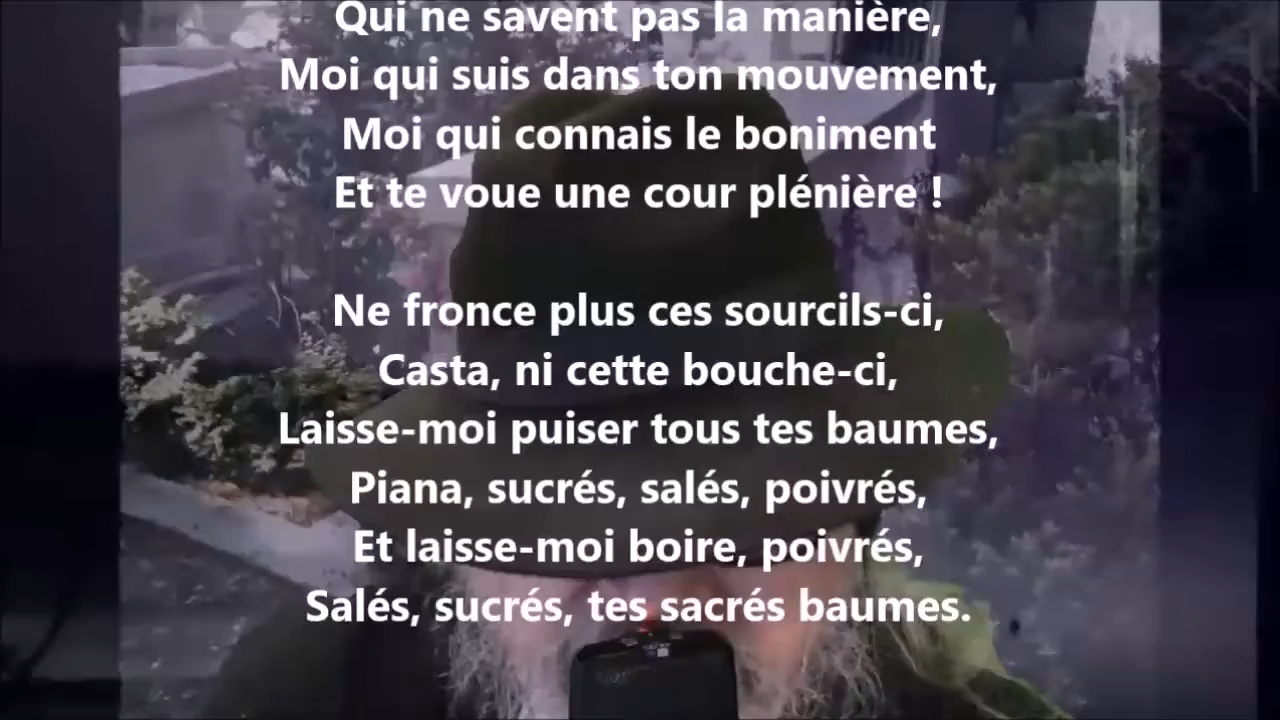 Qui ne savent pas la manière,
Moi qui suis dans ton mouvement,
Moi qui connais le boniment
Et te voue une cour plénière !
Ne fronce plus ces sourcils-ci,
Casta, ni cette bouche-ci,
Laisse-moi puiser tous tes baumes,
Piana, sucrés, salés, poivrés,
Et laisse-moi boire, poivrés,
Salés, sucrés, tes sacrés baumes.